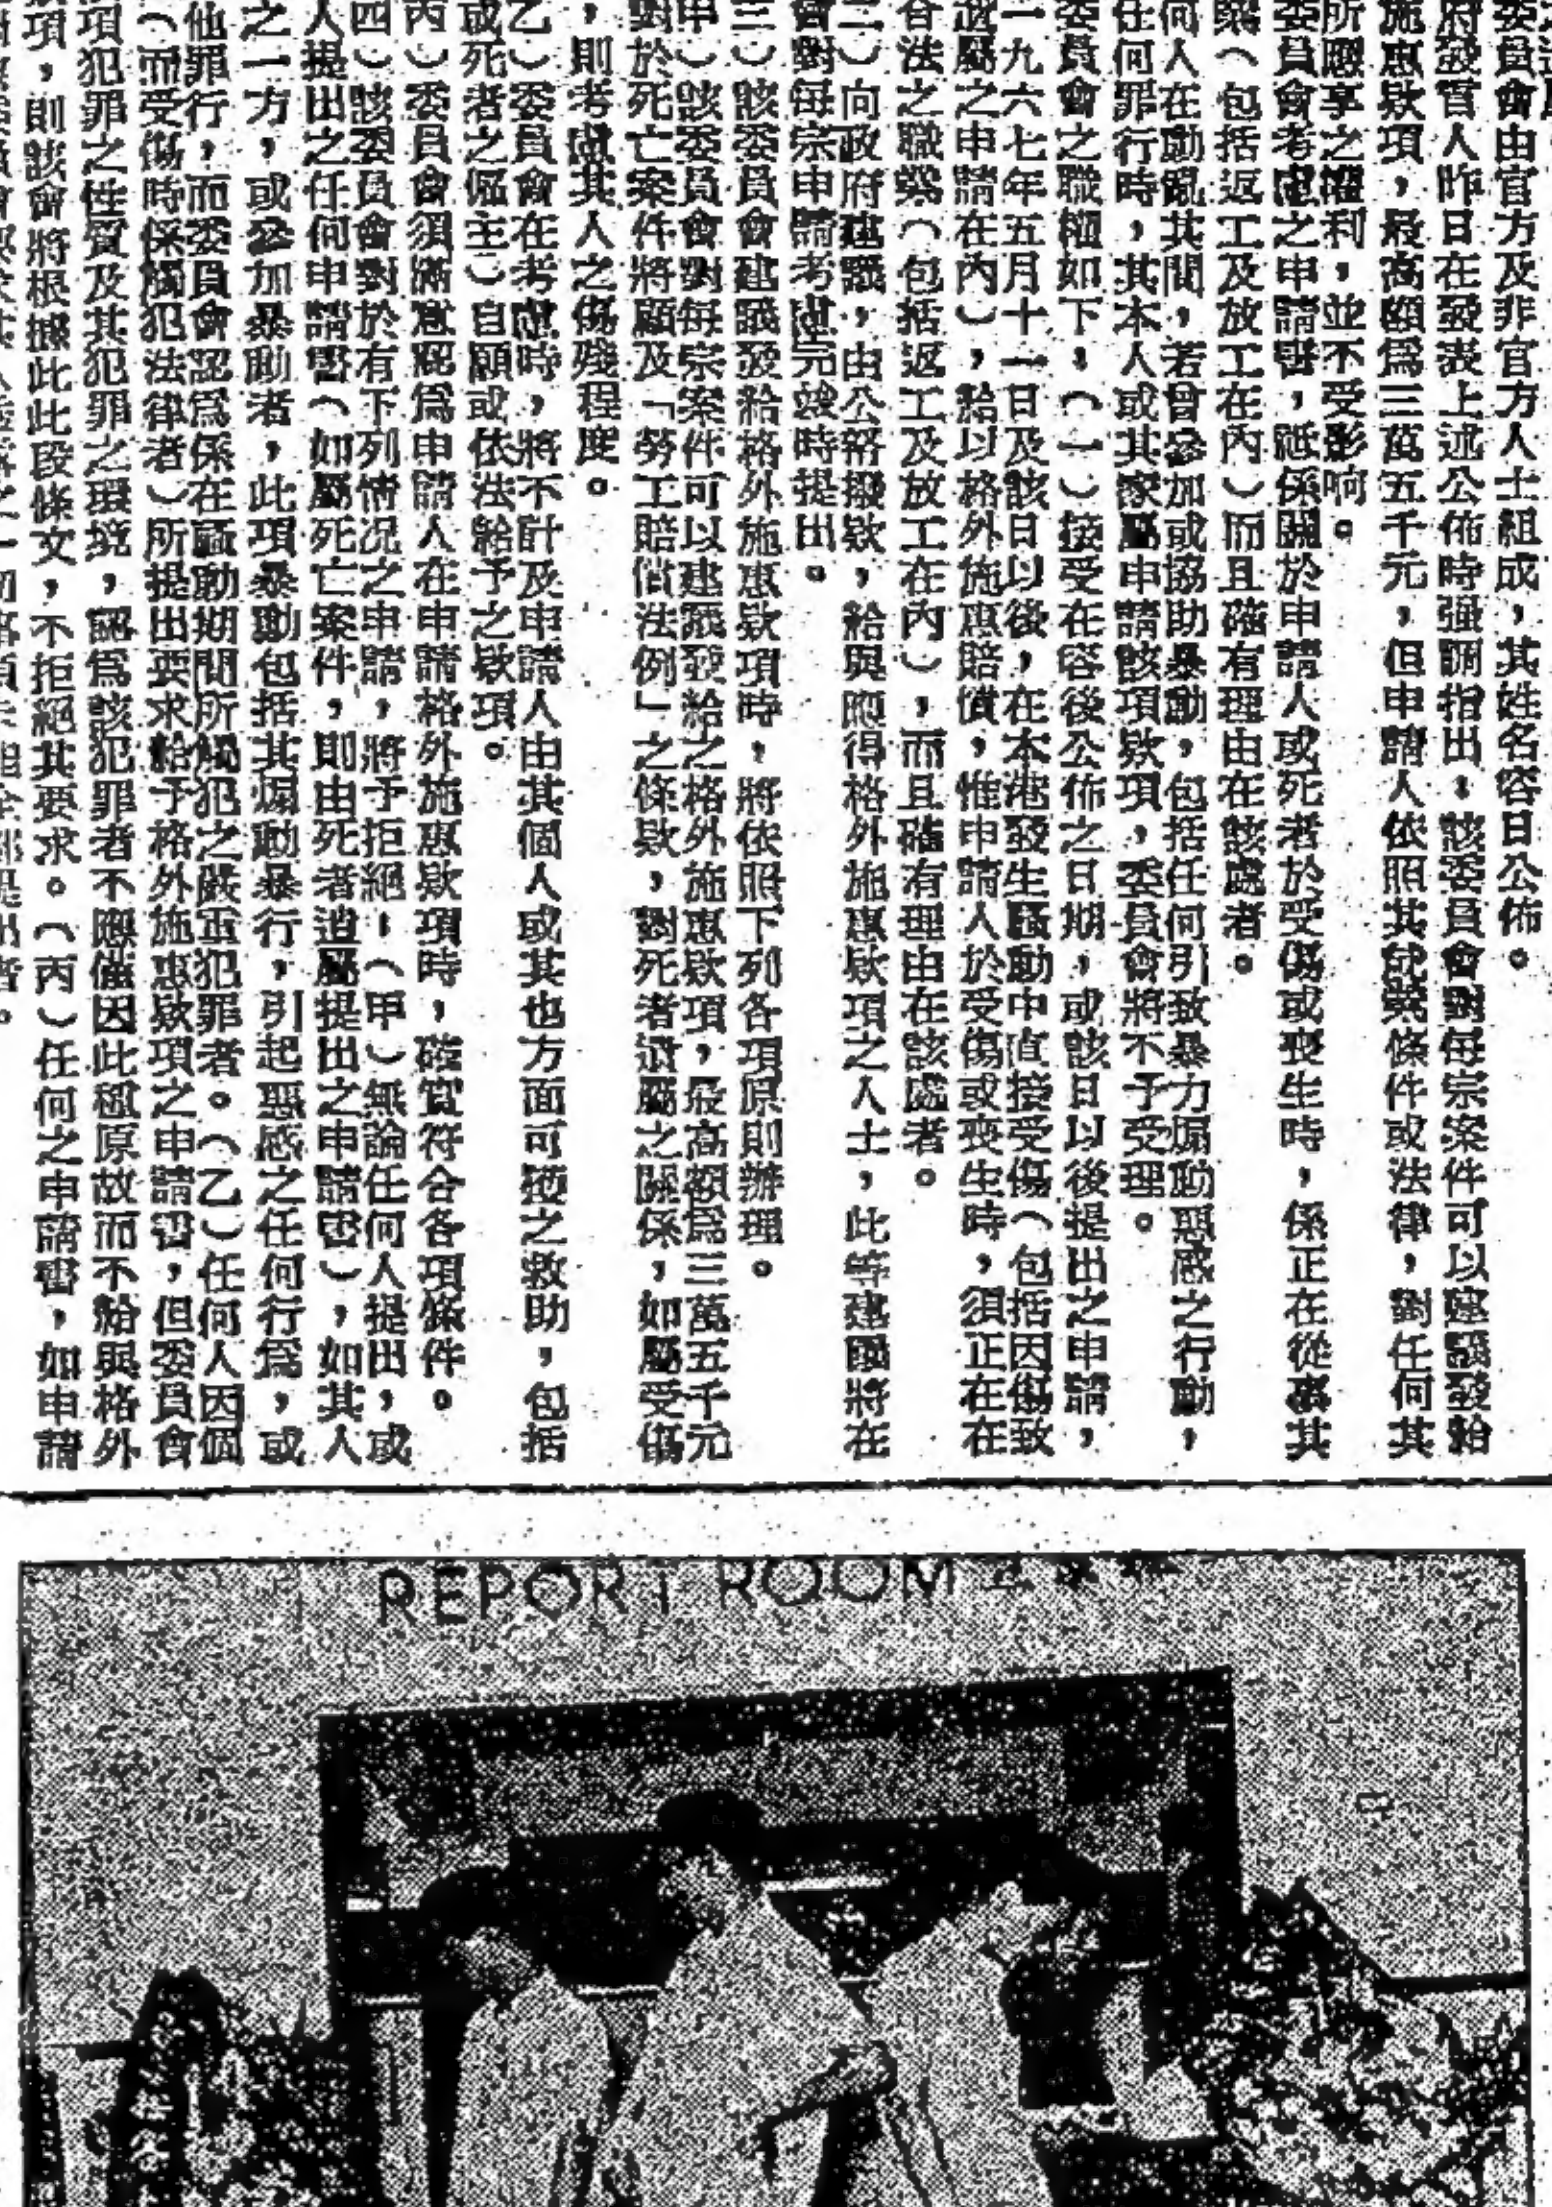 委員會由官方及非官方人士組成，其姓名容日公佈。
府發言人昨日在發表上述公佈時强調指出，該委員會對每宗案件可以建議發給
施惠欵項，最高額爲三萬五千元，但申請人依照其就業條件或法律，對任何其
所應享之權利，並不受影响。
委員會考慮之申請書，祗係關於申請人或死者於受傷或喪生時，係正在從事其
業（包括返工及放工在內）而且確有理由在該處者。
何人在動亂其間，若曾參加或協助暴動，包括任何引致暴力煽動惡感之行動，
任何罪行時，其本人或其家屬申請該項欵項，委員會將不予受理。
委員會之職權如下：（一）接受在容後公佈之日期，或該日以後提出之申請，
一九六七年五月十一日及該日以後，在本港發生騷動中直接受傷（包括因傷致
遺屬之申請在內），給以格外施惠賠償，惟申請人於受傷或喪生時，須正在在
合法之職業（包括返工及放工在內），而且確有理由在該處者。
二）向政府建議，由公帑撥欵，給與應得格外施惠欵項之人士，此等建議將在
會對每宗申請考慮完竣時提出。
三）該委員會建議發給格外施惠欵項時，將依照下列各項原則辦理。
甲）該委員會對每宗案件可以建議發給之格外施惠欵項，最高額爲三萬五千元
對於死亡案件將顧及「勞工賠償法例」之條欵，對死者遺屬之關係，如屬受傷
，則考慮其人之傷殘程度。
乙）委員會在考慮時，將不計及申請人由其個人或其也方面可獲之救助，包括
或死者之僱主）自願或依法給予之欵項。
丙）委員會須滿意認爲申請人在申請格外施惠欵項時，確實符合各項條件。
四）該委員會對於有下列情况之申請，將予拒絕：（甲）無論任何人提出，或
人提出之任何申請書（如屬死亡案件，則由死者遺屬提出之申請書），如其人
之一方，或參加暴動者，此項暴動包括其煽動暴行，引起惡感之任何行爲，或
他罪行，而委員會認爲係在騷動期間所觸犯之嚴重犯罪者。（乙）任何人因個
（而受傷時係觸犯法律者）所提出要求給予格外施惠欵項之申請書，但委員會
項犯罪之性質及其犯罪之環境，認爲該犯罪者不應僅因此種原故而不給與格外
項，則該會將根據此此段條文，不拒絕其要求。（丙）任何之申請書，如申請
REPORT ROOM